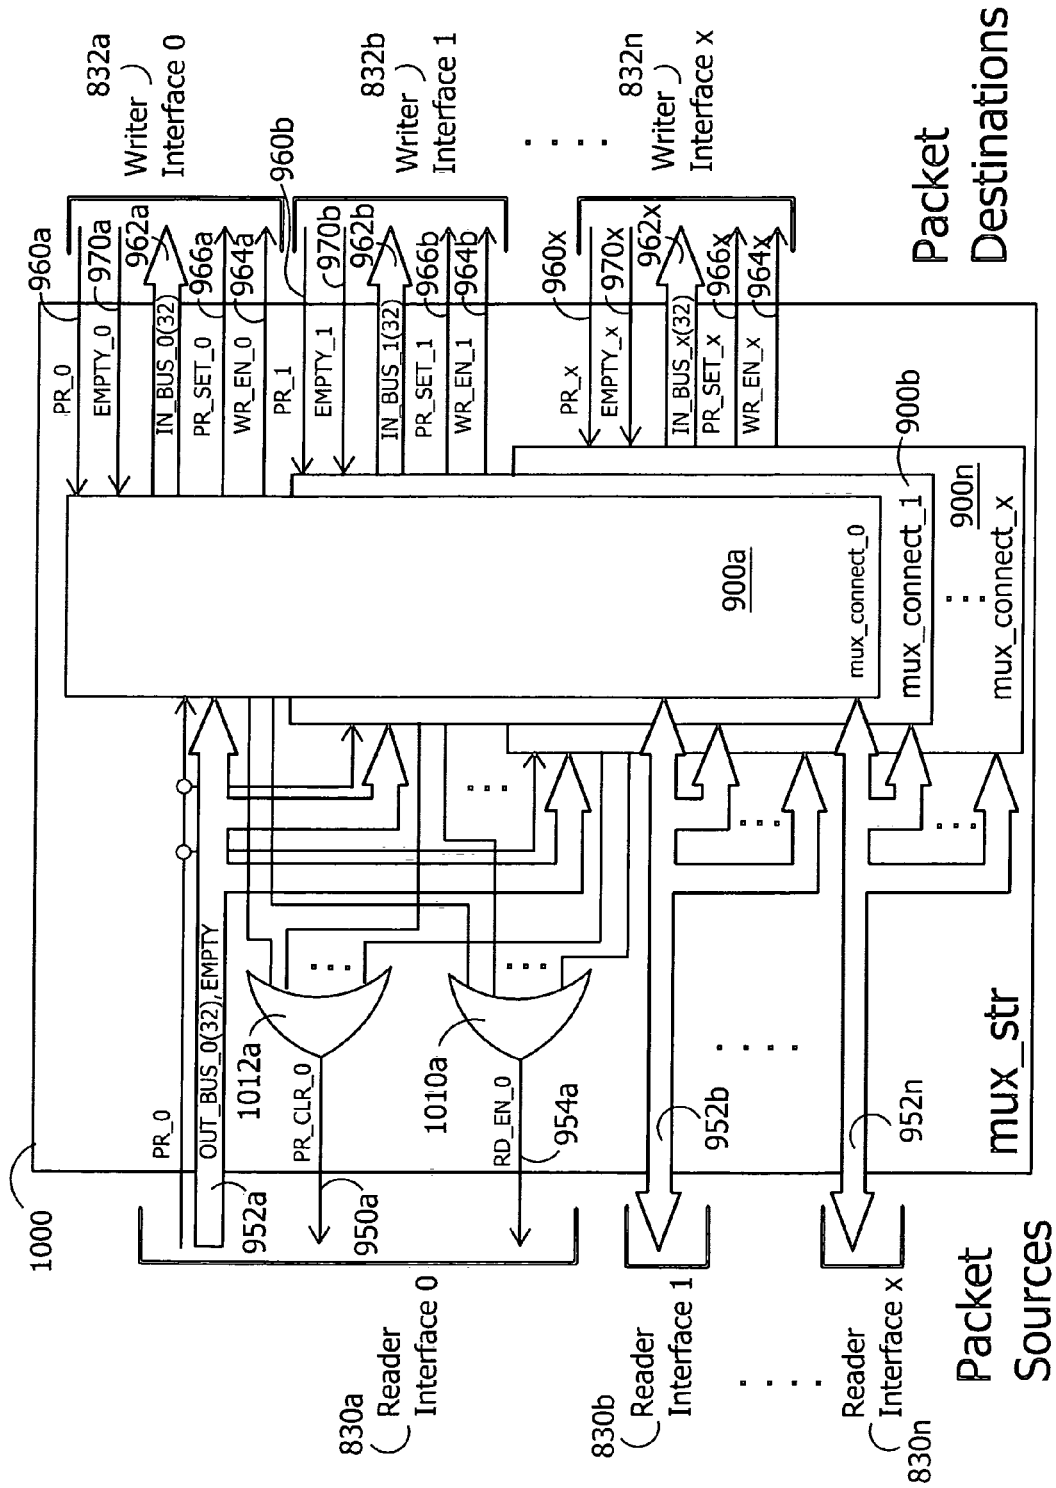 1000
PR_0
OUT_BUS_0(32), EMPTY
952a
1012a
PR_CLR_0
950a
1010a
RD_EN_0
954a
952b
952n
mux_str
830a
Reader
Interface 0
830b
Reader
Interface 1
. . . .
Reader
Interface x
830n
Packet
Sources
900a
mux_connect_0
mux_connect_1
900b
900n
mux_connect_x
PR_0
960a
EMPTY_0
970a
IN_BUS_0(32)
962a
PR_SET_0
966a
WR_EN_0
964a
PR_1
960b
EMPTY_1
970b
IN_BUS_1(32)
962b
PR_SET_1
966b
WR_EN_1
964b
PR_x
960x
EMPTY_x
970x
IN_BUS_x(32)
962x
PR_SET_x
966x
WR_EN_x
964x
832a
Writer
Interface 0
832b
Writer
Interface 1
. . . .
832n
Writer
Interface x
Packet
Destinations